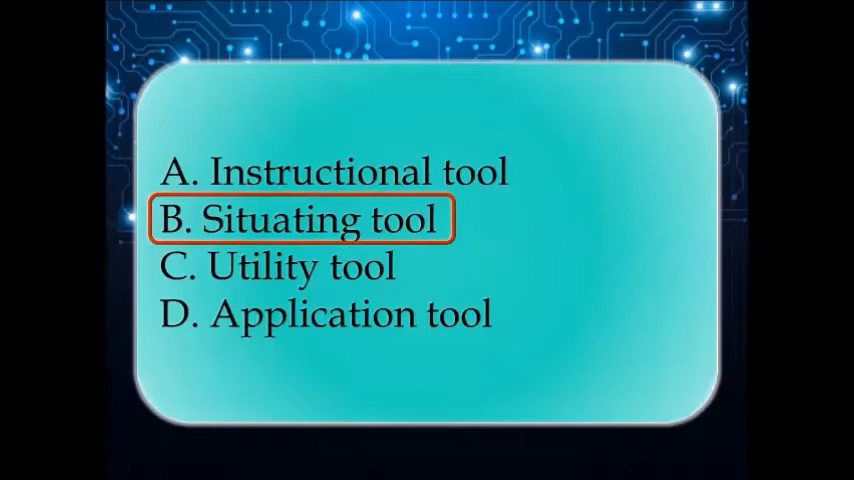 A. Instructional tool
B. Situating tool
C. Utility tool
D. Application tool